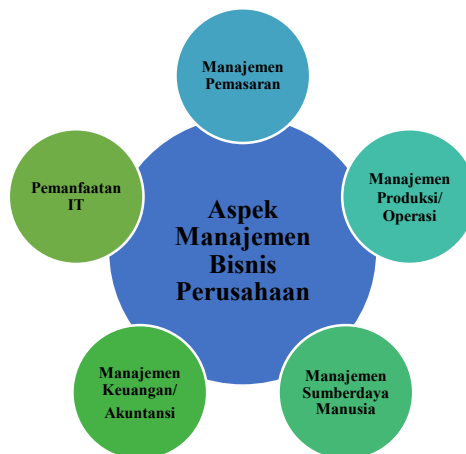 Manajemen
Pemasaran
Pemanfaatan
IT
Aspek
Manajemen
Bisnis
Perusahaan
Manajemen
Produksi/
Operasi
Manajemen
Keuangan/
Akuntansi
Manajemen
Sumberdaya
Manusia